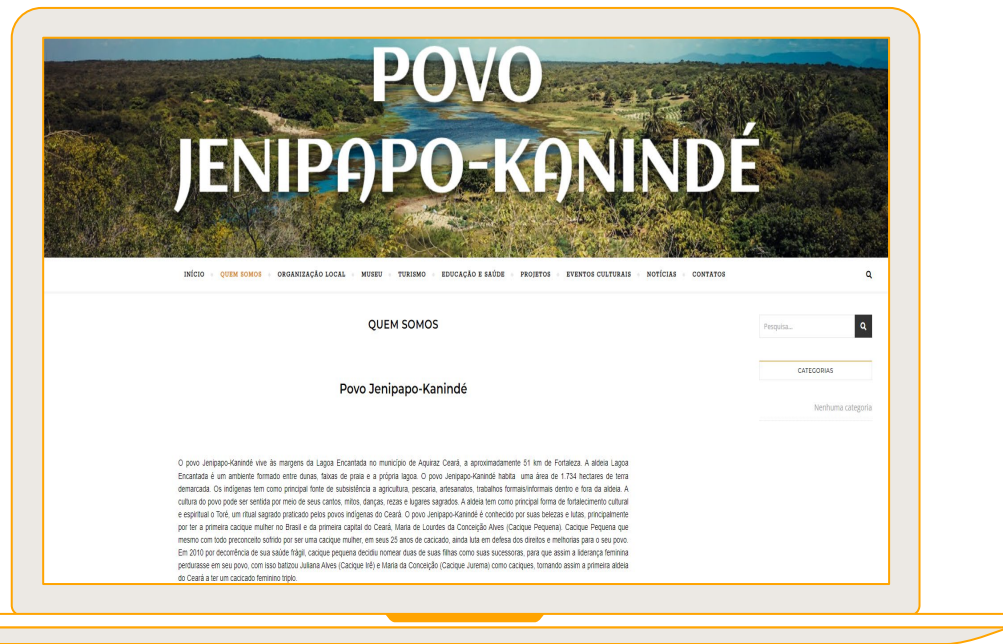 POVO
JENIPAPO-KANINDÉ
INÍCIO QUEM SOMOS ORGANIZAÇÃO LOCAL MUSEU TURISMO EDUCAÇÃO E SAÚDE PROJETOS EVENTOS CULTURAIS NOTÍCIAS CONTATOS
QUEM SOMOS
Pesquisa...
CATEGORIAS
Nenhuma categoria
Povo Jenipapo-Kanindé
O povo Jenipapo-Kanindé vive às margens da Lagoa Encantada no município de Aquiraz Ceará, a aproximadamente 51 km de Fortaleza. A aldeia Lagoa
Encantada é um ambiente formado entre dunas, faixas de praia e a própria lagoa. O povo Jenipapo-Kanindé habita uma área de 1.734 hectares de terra
demarcada. Os indígenas tem como principal fonte de subsistência a agricultura, pescaria, artesanatos, trabalhos formais/informais dentro e fora da aldeia. A
cultura do povo pode ser sentida por meio de seus cantos, mitos, danças, rezas e lugares sagrados. A aldeia tem como principal forma de fortalecimento cultural
e espiritual o Toré, um ritual sagrado praticado pelos povos indígenas do Ceará. O povo Jenipapo-Kanindé é conhecido por suas belezas e lutas, principalmente
por ter a primeira cacique mulher no Brasil e da primeira capital do Ceará, Maria de Lourdes da Conceição Alves (Cacique Pequena). Cacique Pequena que
mesmo com todo preconceito sofrido por ser uma cacique mulher, em seus 25 anos de cacicado, ainda luta em defesa dos direitos e melhorias para o seu povo.
Em 2010 por decorrência de sua saúde frágil, cacique pequena decidiu nomear duas de suas filhas como suas sucessoras, para que assim a liderança feminina
perdurasse em seu povo, com isso batizou Juliana Alves (Cacique Irê) e Maria da Conceição (Cacique Jurema) como caciques, tornando assim a primeira aldeia
do Ceará a ter um cacicado feminino triplo.